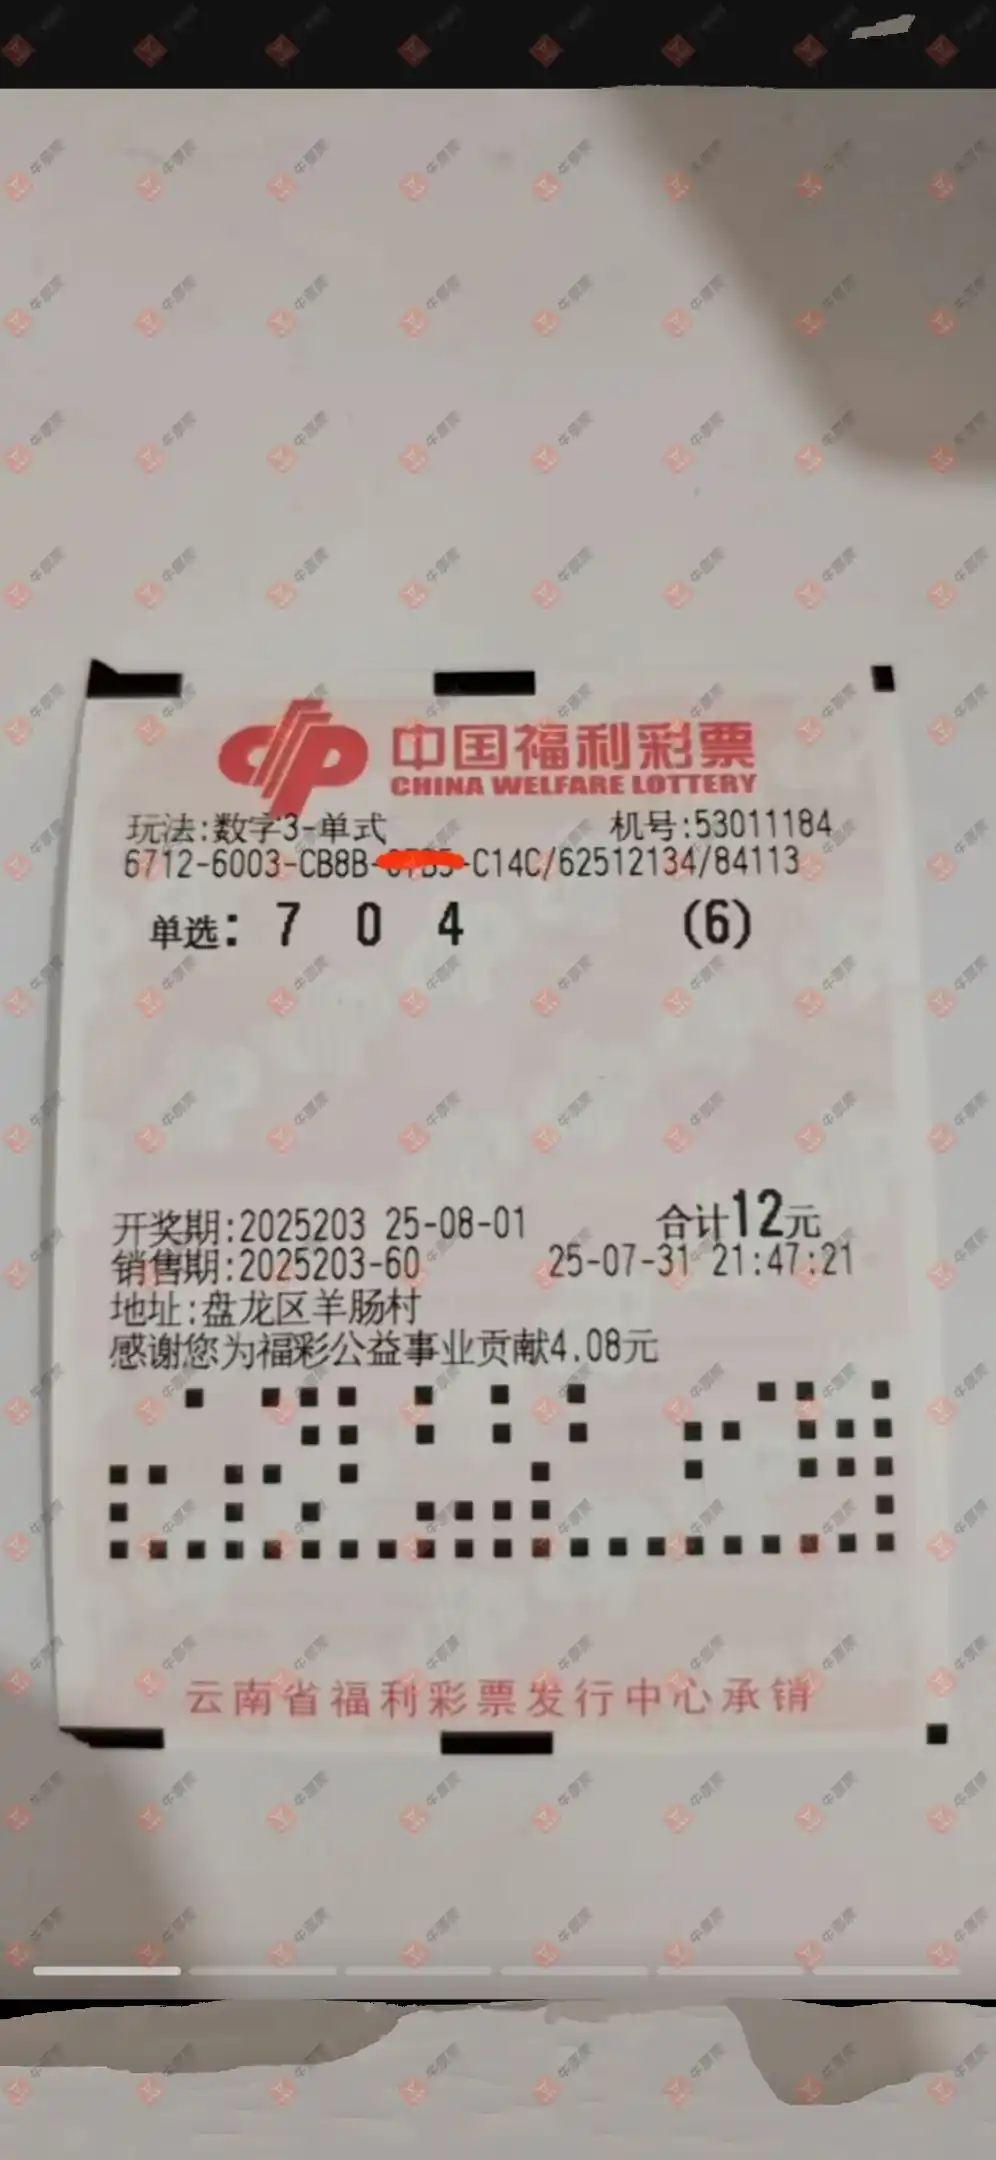 中国福利彩票
CHINA WELFARE LOTTERY
玩法:数字3-单式 机号:53011184
6712-6003-CB8B- -C14C/62512134/84113
单选: 7 0 4 (6)
开奖期:2025203 25-08-01 合计12元
销售期:2025203-60 25-07-31 21:47:21
地址:盘龙区羊肠村
感谢您为福彩公益事业贡献4.08元
云南省福利彩票发行中心承销